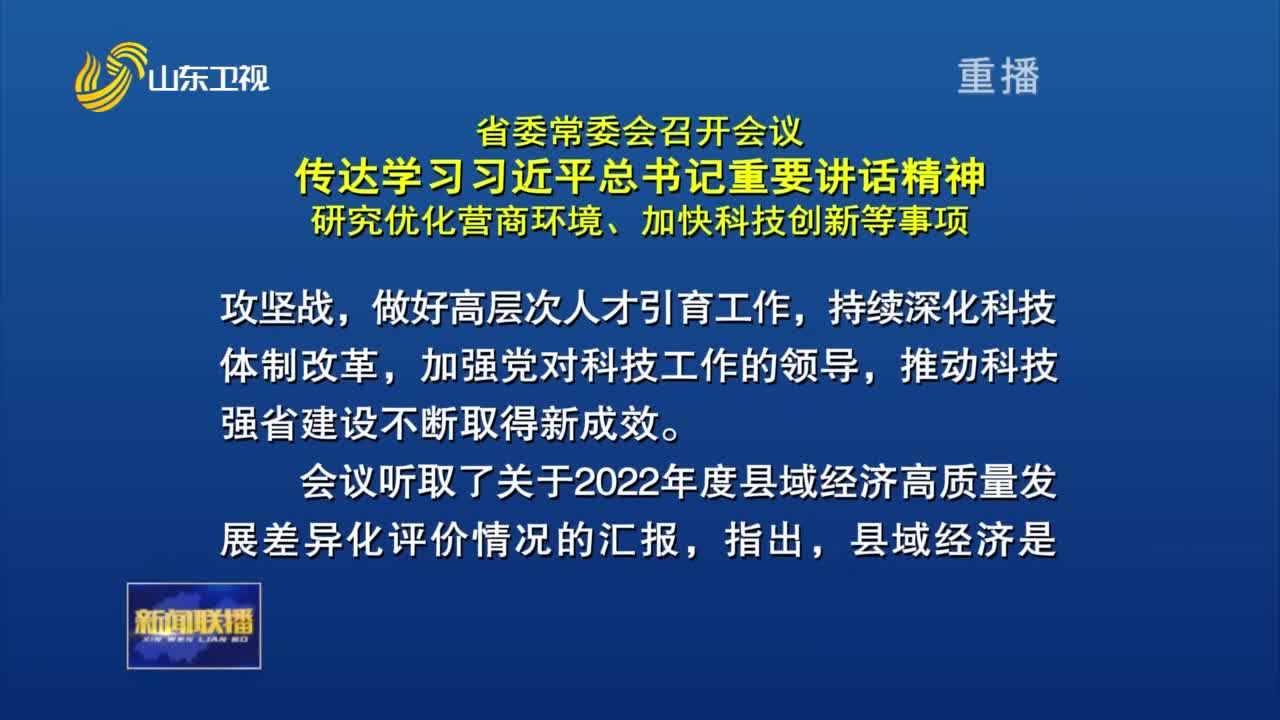 山东卫视
重播
省委常委会召开会议
传达学习习近平总书记重要讲话精神
研究优化营商环境、加快科技创新等事项
攻坚战，做好高层次人才引育工作，持续深化科技
体制改革，加强党对科技工作的领导，推动科技
强省建设不断取得新成效。
会议听取了关于2022年度县域经济高质量发
展差异化评价情况的汇报，指出，县域经济是
新闻联播
XIN WEN LIAN BO